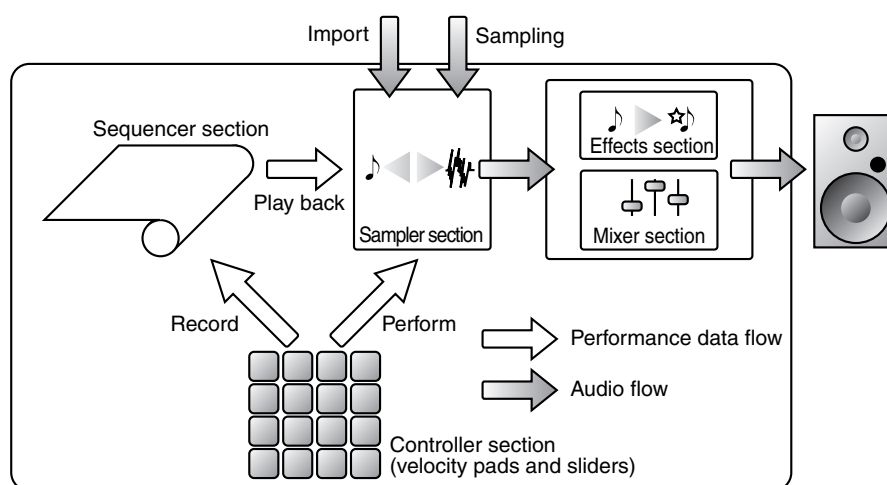 Import
Sampling
Sequencer section
Play back
Sampler section
Effects section
Mixer section
Record
Perform
Performance data flow
Audio flow
Controller section
(velocity pads and sliders)